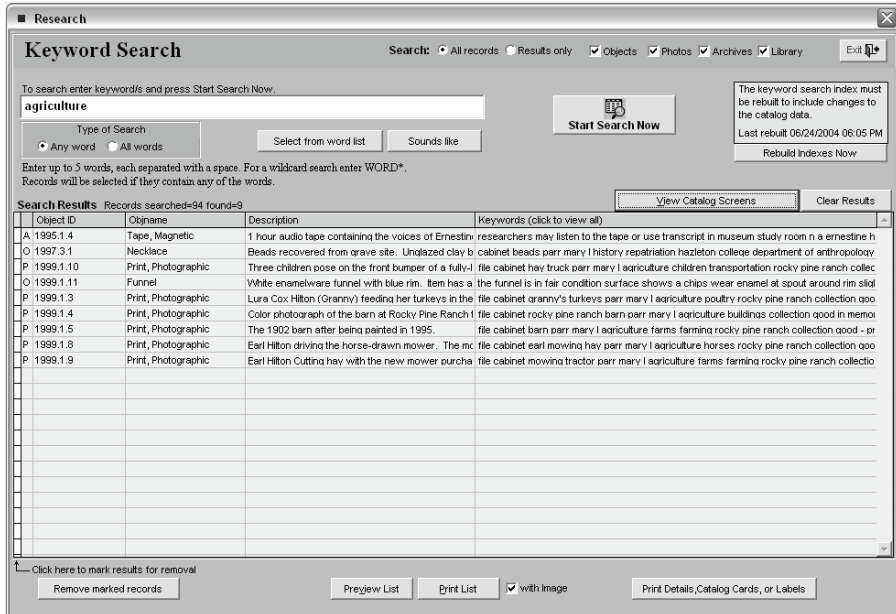 Research
Keyword Search
Search: All records Results only Objects Photos Archives Library Exit
To search enter keyword/s and press Start Search Now.
agriculture
Start Search Now
The keyword search index must
be rebuilt to include changes to
the catalog data.
Last rebuilt 06/24/2004 06:05 PM
Rebuild Indexes Now
Type of Search
Any word All words
Select from word list Sounds like
Enter up to 5 words, each separated with a space. For a wildcard search enter WORD*.
Records will be selected if they contain any of the words.
Search Results Records searched=94 found=9 View Catalog Screens Clear Results
Object ID Objname Description Keywords (click to view all)
A 1995.1.4 Tape, Magnetic 1 hour audio tape containing the voices of Ernestin researchers may listen to the tape or use transcript in museum study room n a ernestine h
O 1997.3.1 Necklace Beads recovered from grave site. Unglazed clay b cabinet beads parr mary l history repatriation hazleton college department of anthropology
P 1999.1.10 Print, Photographic Three children pose on the front bumper of a fully-l file cabinet hay truck parr mary l agriculture children transportation rocky pine ranch collec
O 1999.1.11 Funnel White enamelware funnel with blue rim. Item has a the funnel is in fair condition surface shows a chips wear enamel at spout around rim sligl
P 1999.1.3 Print, Photographic Lura Cox Hilton (Granny) feeding her turkeys in the file cabinet granny's turkeys parr mary l agriculture poultry rocky pine ranch collection goo
P 1999.1.4 Print, Photographic Color photograph of the barn at Rocky Pine Ranch f file cabinet rocky pine ranch barn parr mary l agriculture buildings collection good in memor
P 1999.1.5 Print, Photographic The 1902 barn after being painted in 1995. file cabinet barn parr mary l agriculture farms farming rocky pine ranch collection good - pr
P 1999.1.8 Print, Photographic Earl Hilton driving the horse-drawn mower. The mo file cabinet earl mowing hay parr mary l agriculture horses rocky pine ranch collection goo
P 1999.1.9 Print, Photographic Earl Hilton Cutting hay with the new mower purcha file cabinet mowing tractor parr mary l agriculture farms farming rocky pine ranch collectio
Click here to mark results for removal
Remove marked records Preview List Print List with Image Print Details,Catalog Cards, or Labels